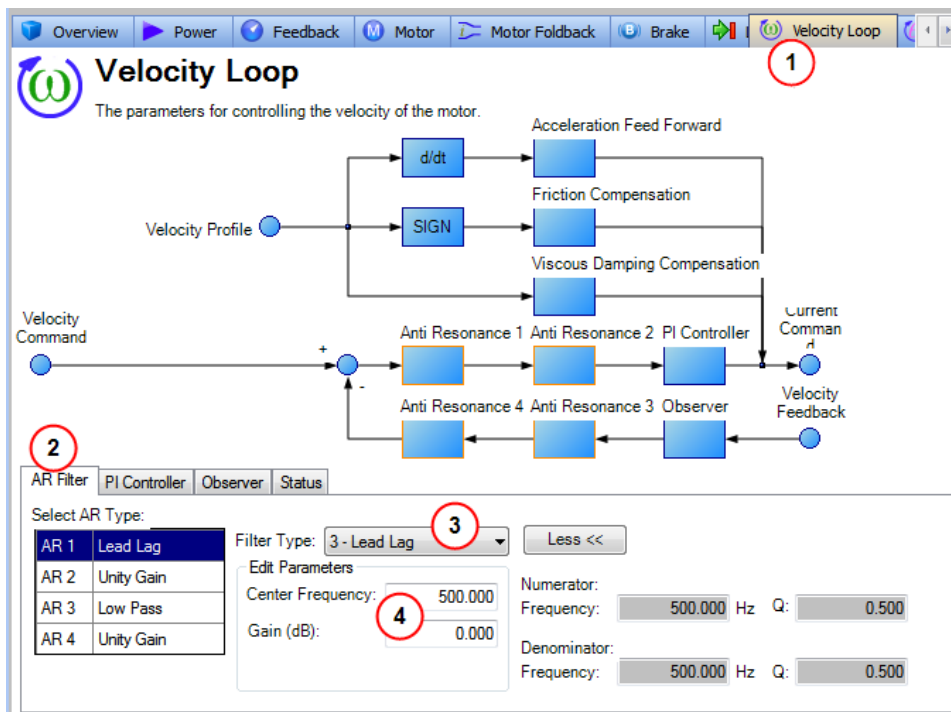 Overview Power Feedback Motor Motor Foldback Brake Velocity Loop
1
Velocity Loop
The parameters for controlling the velocity of the motor.
Acceleration Feed Forward
d/dt
Friction Compensation
Velocity Profile
SIGN
Viscous Damping Compensation
Velocity
Command
Current
Comman
d
Anti Resonance 1 Anti Resonance 2 PI Controller
+
-
Velocity
Feedback
Anti Resonance 4 Anti Resonance 3 Observer
2
AR Filter PI Controller Observer Status
Select AR Type:
AR 1 Lead Lag
AR 2 Unity Gain
AR 3 Low Pass
AR 4 Unity Gain
Filter Type: 3 - Lead Lag 3 Less <<
Edit Parameters
Center Frequency: 500.000
4
Gain (dB): 0.000
Numerator:
Frequency: 500.000 Hz Q: 0.500
Denominator:
Frequency: 500.000 Hz Q: 0.500